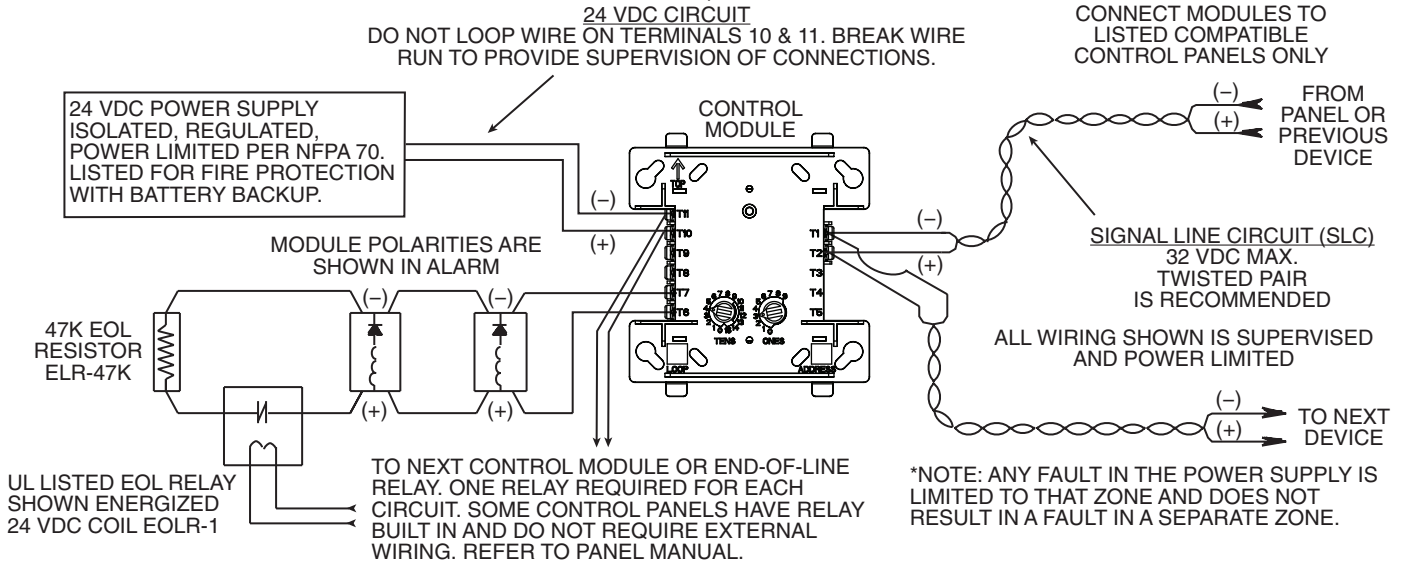 24 VDC CIRCUIT
DO NOT LOOP WIRE ON TERMINALS 10 & 11. BREAK WIRE
RUN TO PROVIDE SUPERVISION OF CONNECTIONS.
CONNECT MODULES TO
LISTED COMPATIBLE
CONTROL PANELS ONLY
24 VDC POWER SUPPLY
ISOLATED, REGULATED,
POWER LIMITED PER NFPA 70.
LISTED FOR FIRE PROTECTION
WITH BATTERY BACKUP.
CONTROL
MODULE
(–)
(+)
FROM
PANEL OR
PREVIOUS
DEVICE
TOP
(–)
(+)
T11
T10
T9
T8
T7
T6
T1
T2
T3
T4
T5
(–)
(+)
SIGNAL LINE CIRCUIT (SLC)
32 VDC MAX.
TWISTED PAIR
IS RECOMMENDED
MODULE POLARITIES ARE
SHOWN IN ALARM
(–)
(–)
47K EOL
RESISTOR
ELR-47K
(+)
(+)
TENS
ONES
LOOP
ADDRESS
ALL WIRING SHOWN IS SUPERVISED
AND POWER LIMITED
(–)
(+)
TO NEXT
DEVICE
UL LISTED EOL RELAY
SHOWN ENERGIZED
24 VDC COIL EOLR-1
TO NEXT CONTROL MODULE OR END-OF-LINE
RELAY. ONE RELAY REQUIRED FOR EACH
CIRCUIT. SOME CONTROL PANELS HAVE RELAY
BUILT IN AND DO NOT REQUIRE EXTERNAL
WIRING. REFER TO PANEL MANUAL.
*NOTE: ANY FAULT IN THE POWER SUPPLY IS
LIMITED TO THAT ZONE AND DOES NOT
RESULT IN A FAULT IN A SEPARATE ZONE.